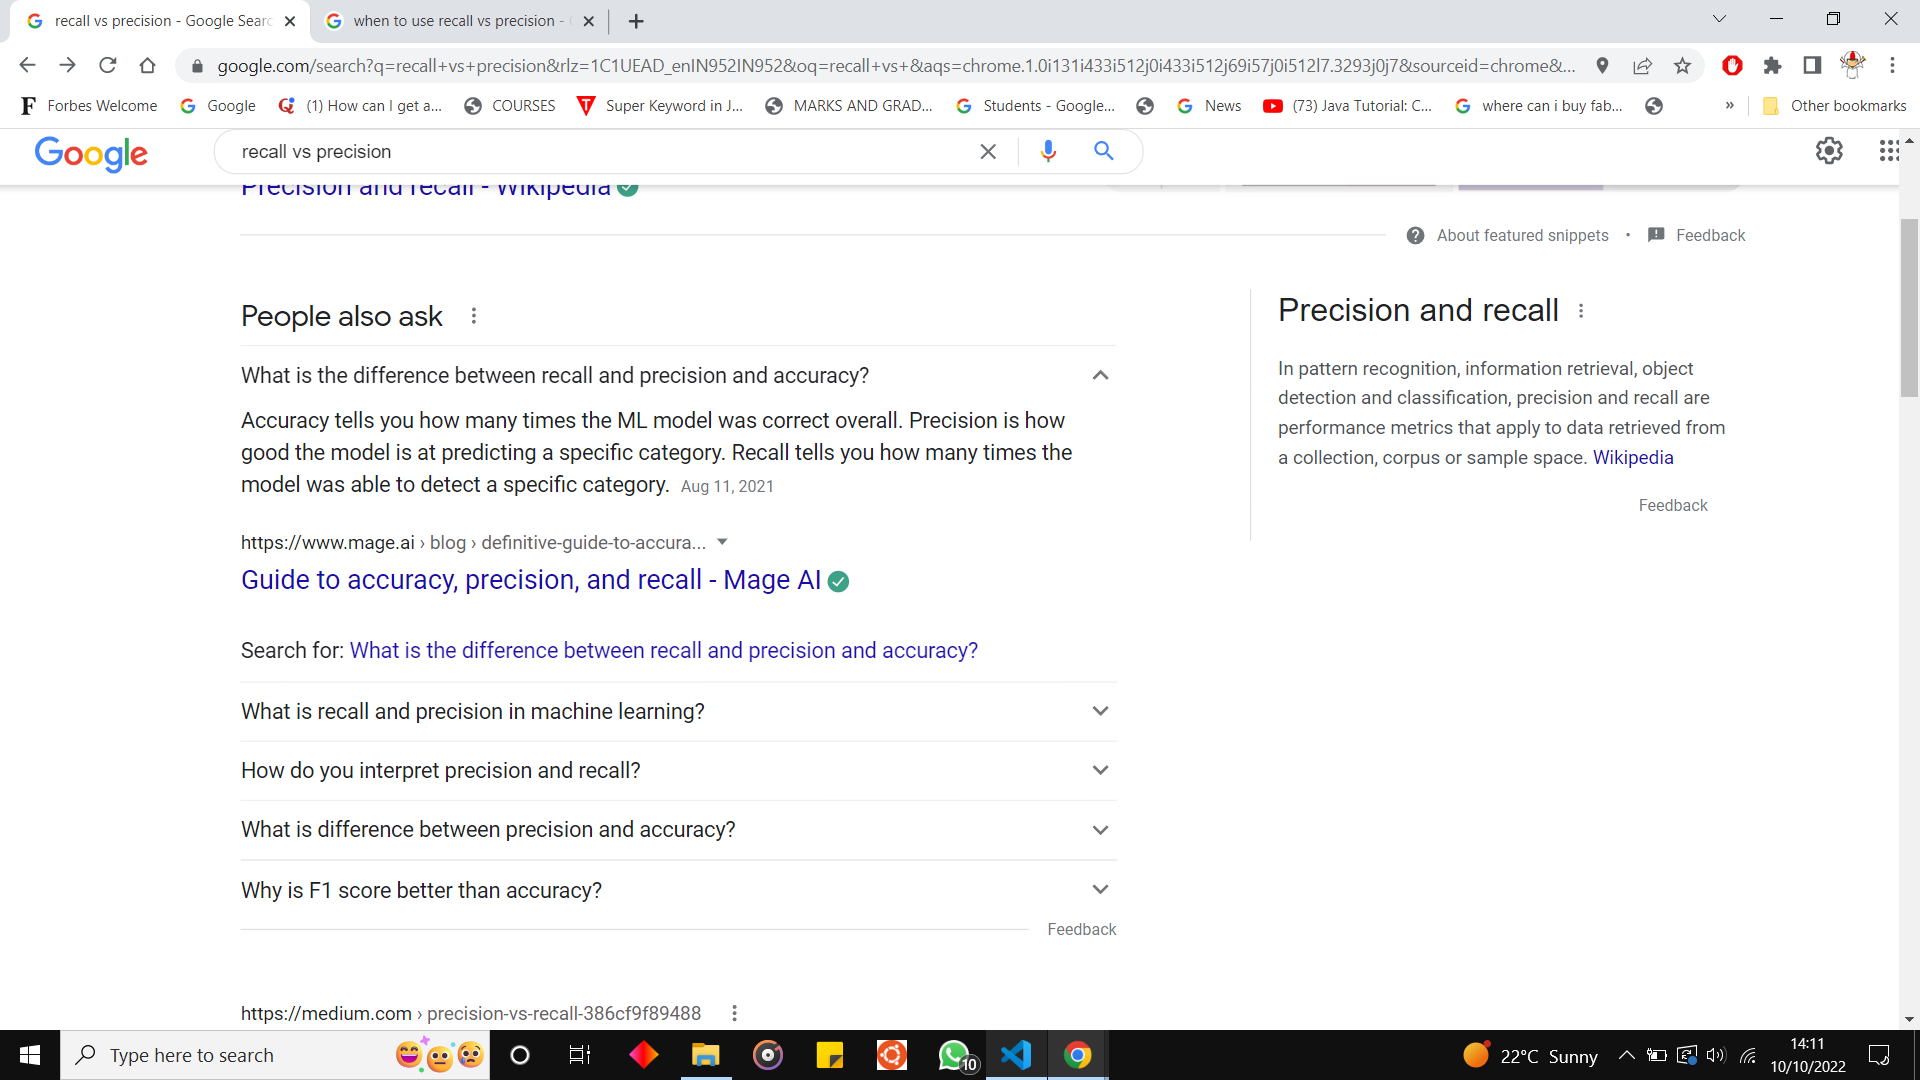 recall vs precision - Google Searc
when to use recall vs precision -
google.com/search?q=recall+vs+precision&rlz=1C1UEAD_enIN952IN952&oq=recall+vs+&aqs=chrome.1.0i131i433i512j0i433i512j69i57j0i512l7.3293j0j7&sourceid=chrome&...
Forbes Welcome
Google
(1) How can I get a...
COURSES
Super Keyword in J...
MARKS AND GRAD...
Students - Google...
News
(73) Java Tutorial: C...
where can i buy fab...
»
Other bookmarks
Google
recall vs precision
Precision and recall - Wikipedia
About featured snippets • Feedback
People also ask
What is the difference between recall and precision and accuracy?
Accuracy tells you how many times the ML model was correct overall. Precision is how
good the model is at predicting a specific category. Recall tells you how many times the
model was able to detect a specific category. Aug 11, 2021
https://www.mage.ai › blog › definitive-guide-to-accura...
Guide to accuracy, precision, and recall - Mage AI
Search for: What is the difference between recall and precision and accuracy?
What is recall and precision in machine learning?
How do you interpret precision and recall?
What is difference between precision and accuracy?
Why is F1 score better than accuracy?
Feedback
https://medium.com › precision-vs-recall-386cf9f89488
Precision and recall
In pattern recognition, information retrieval, object
detection and classification, precision and recall are
performance metrics that apply to data retrieved from
a collection, corpus or sample space. Wikipedia
Feedback
Type here to search
10
22°C Sunny
14:11
10/10/2022